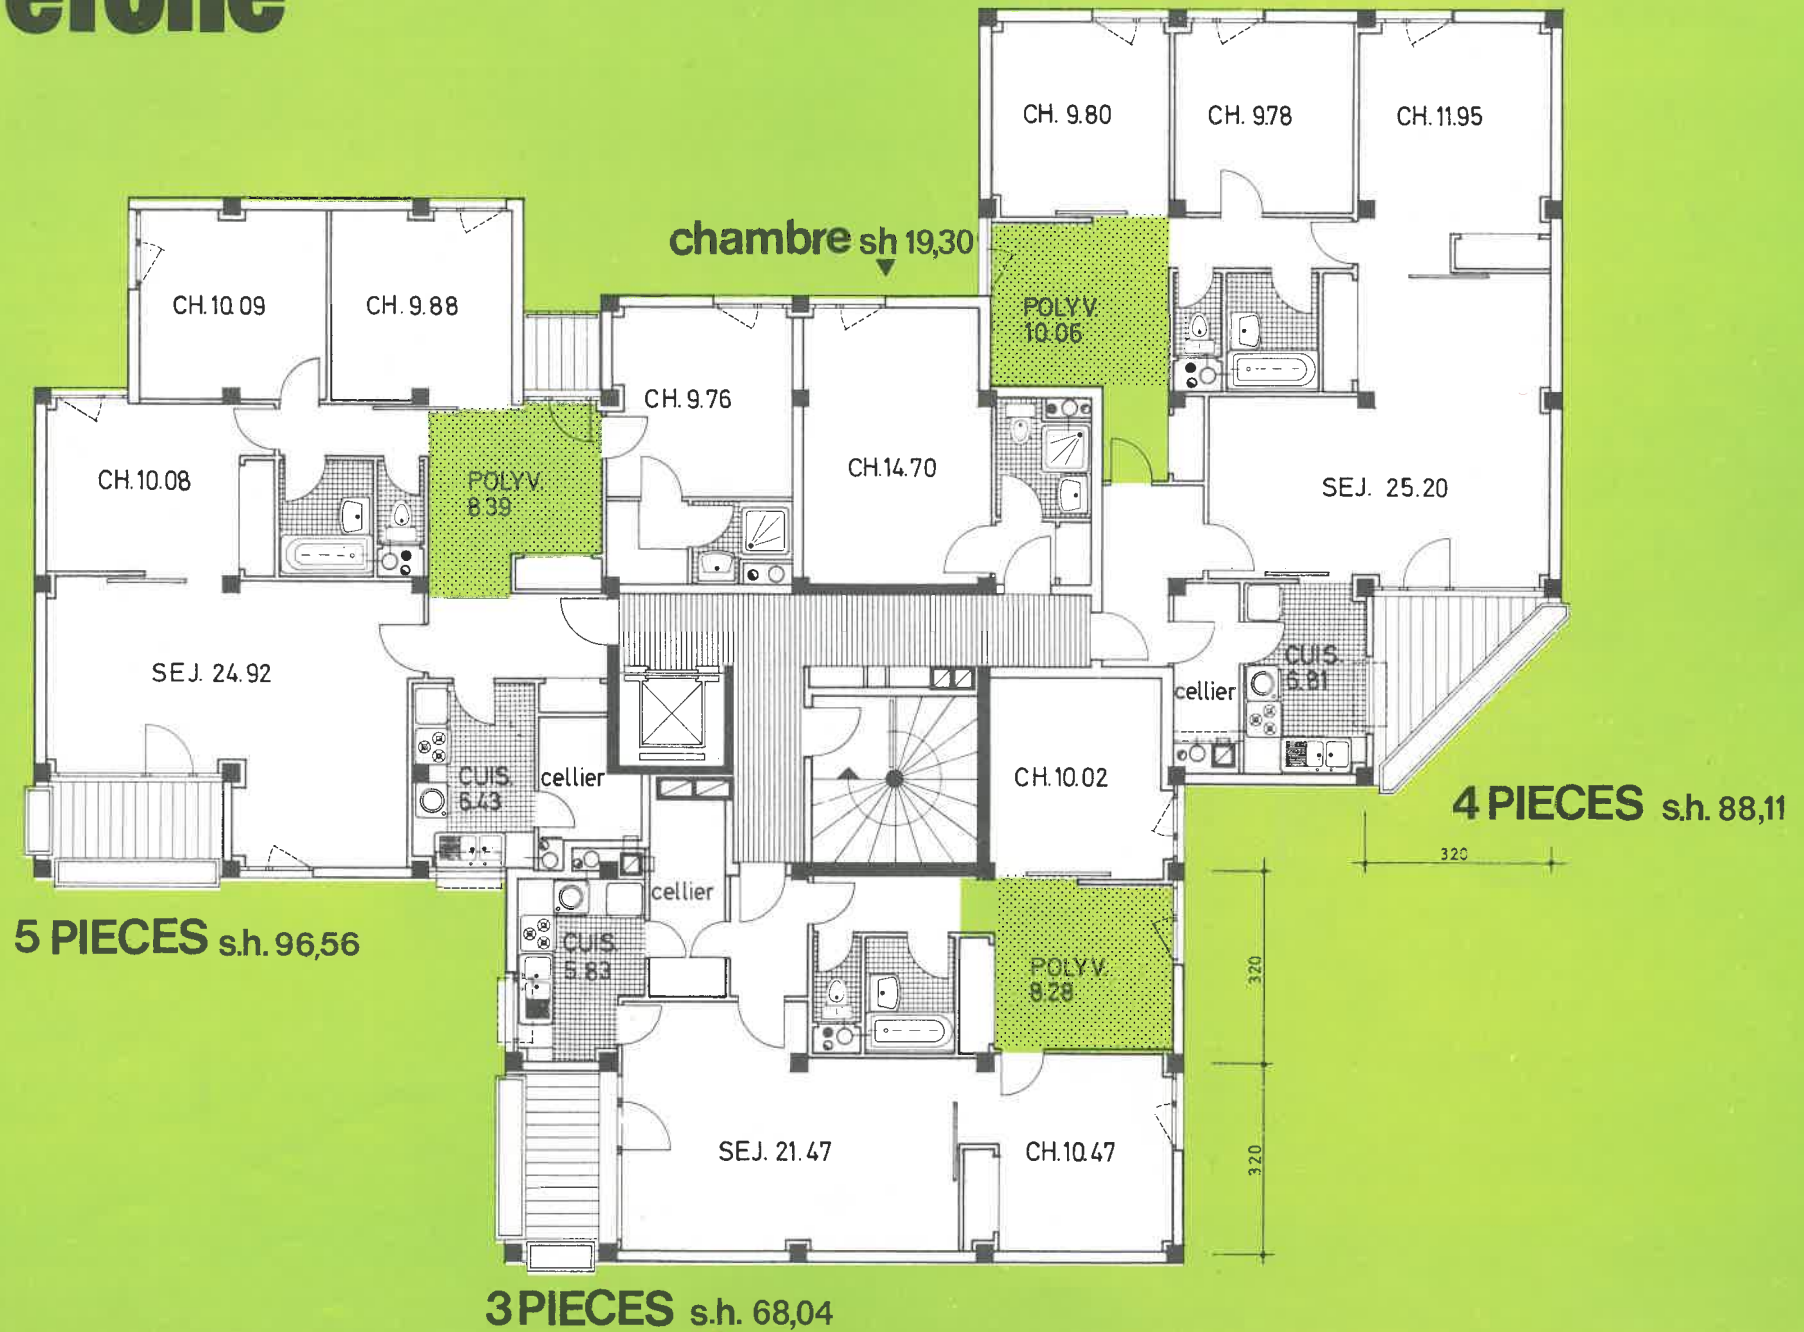 etoile
CH. 9.80
CH. 9.78
CH. 11.95
chambre sh 19,30
CH. 10.09
CH. 9.88
POLYV.
10.06
CH. 9.76
CH. 10.08
POLYV.
8.39
CH. 14.70
SEJ. 25.20
SEJ. 24.92
CUIS.
6.81
cellier
CUIS.
6.43
cellier
CH. 10.02
4 PIECES s.h. 88,11
320
cellier
5 PIECES s.h. 96,56
CUIS.
5.83
POLYV.
8.28
320
SEJ. 21.47
CH. 10.47
320
3 PIECES s.h. 68,04